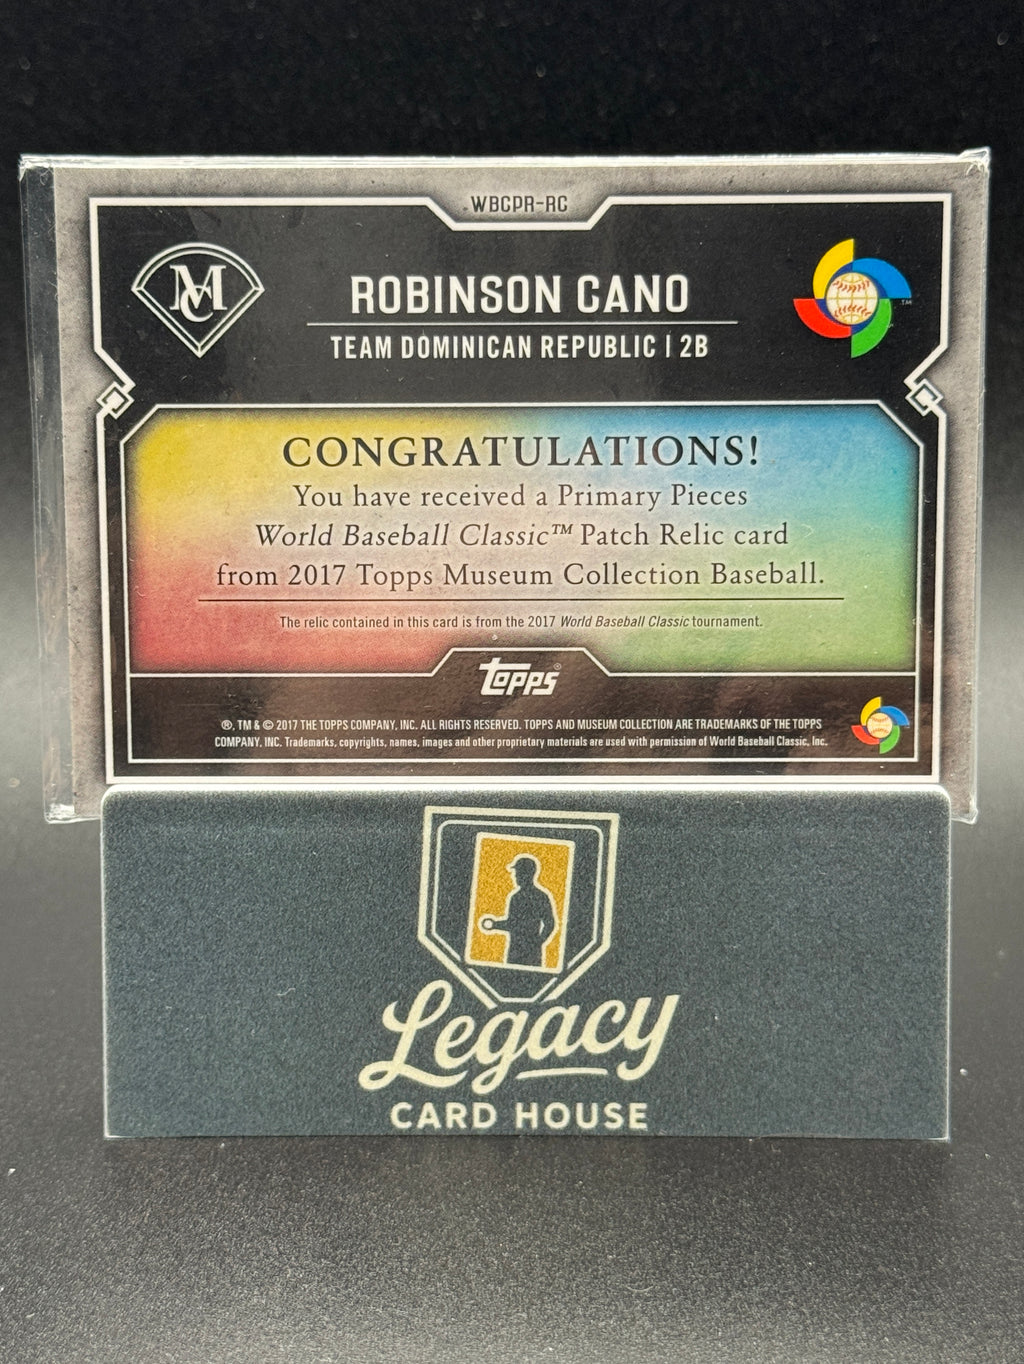 WBCPR-RC
MC
ROBINSON CANO
TM
TEAM DOMINICAN REPUBLIC | 2B
CONGRATULATIONS!
You have received a Primary Pieces
World Baseball Classic™ Patch Relic card
from 2017 Topps Museum Collection Baseball.
The relic contained in this card is from the 2017 World Baseball Classic tournament.
topps®
®, TM & © 2017 THE TOPPS COMPANY, INC. ALL RIGHTS RESERVED. TOPPS AND MUSEUM COLLECTION ARE TRADEMARKS OF THE TOPPS
COMPANY, INC. Trademarks, copyrights, names, images and other proprietary materials are used with permission of World Baseball Classic, Inc.
Legacy
CARD HOUSE